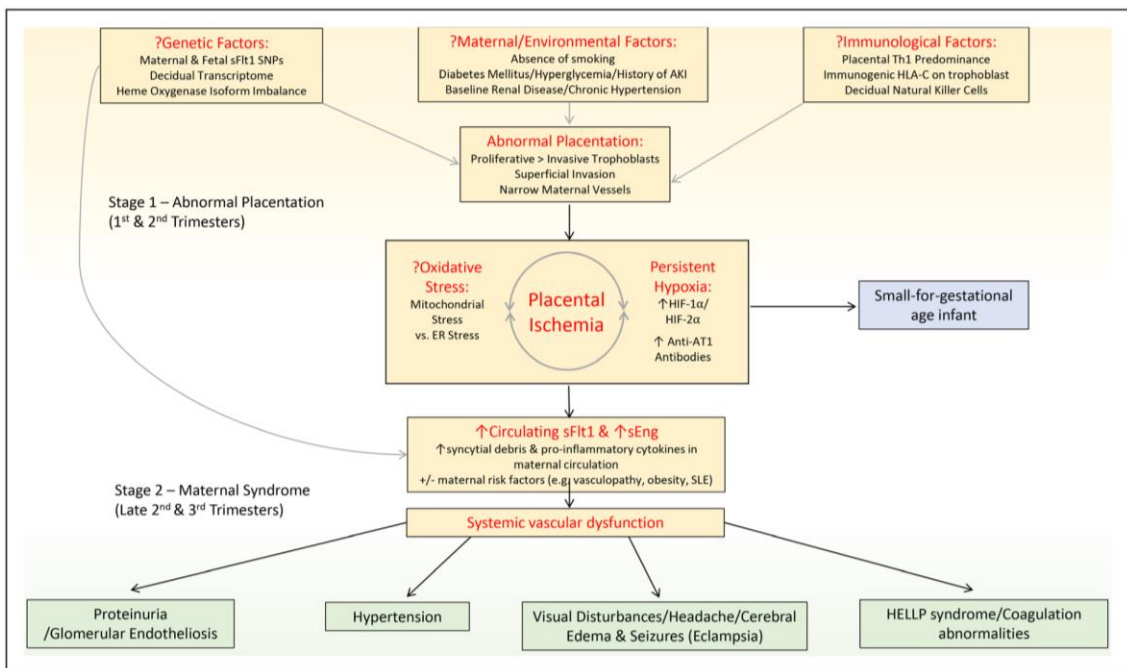 ?Genetic Factors:
Maternal & Fetal sFlt1 SNPs
Decidual Transcriptome
Heme Oxygenase Isoform Imbalance
?Maternal/Environmental Factors:
Absence of smoking
Diabetes Mellitus/Hyperglycemia/History of AKI
Baseline Renal Disease/Chronic Hypertension
?Immunological Factors:
Placental Th1 Predominance
Immunogenic HLA-C on trophoblast
Decidual Natural Killer Cells
Abnormal Placentation:
Proliferative > Invasive Trophoblasts
Superficial Invasion
Narrow Maternal Vessels
Stage 1 – Abnormal Placentation
(1st & 2nd Trimesters)
?Oxidative
Stress:
Mitochondrial
Stress
vs. ER Stress
Placental
Ischemia
Persistent
Hypoxia:
↑HIF-1α/
HIF-2α
↑ Anti-AT1
Antibodies
Small-for-gestational
age infant
↑Circulating sFlt1 & ↑sEng
↑syncytial debris & pro-inflammatory cytokines in
maternal circulation
+/- maternal risk factors (e.g. vasculopathy, obesity, SLE)
Stage 2 – Maternal Syndrome
(Late 2nd & 3rd Trimesters)
Systemic vascular dysfunction
Proteinuria
/Glomerular Endotheliosis
Hypertension
Visual Disturbances/Headache/Cerebral
Edema & Seizures (Eclampsia)
HELLP syndrome/Coagulation
abnormalities